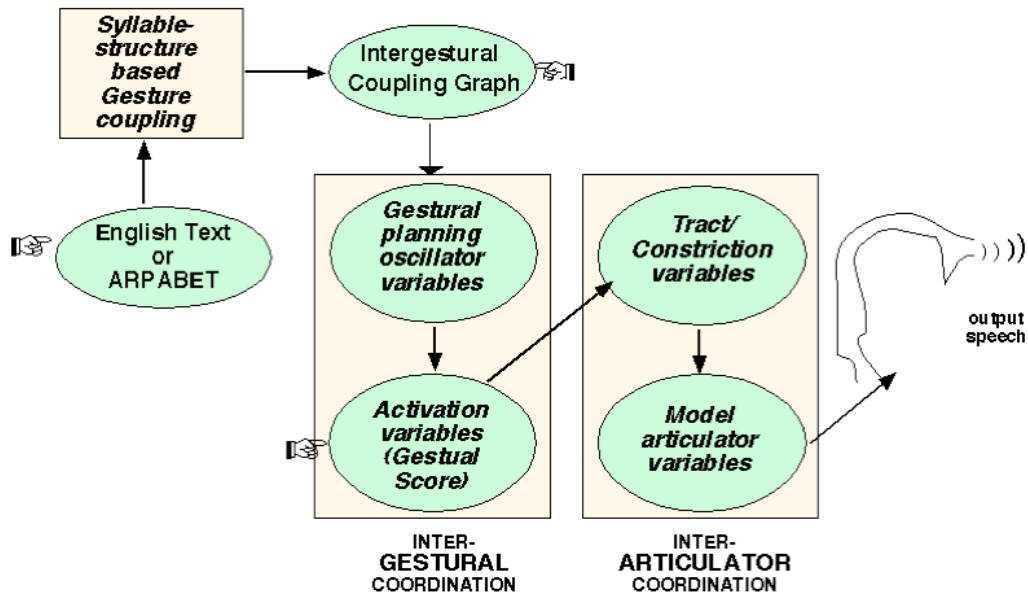 Syllable-
structure
based
Gesture
coupling
Intergestural
Coupling Graph
English Text
or
ARPABET
Gestural
planning
oscillator
variables
Activation
variables
(Gestual
Score)
INTER-
GESTURAL
COORDINATION
Tract/
Constriction
variables
Model
articulator
variables
INTER-
ARTICULATOR
COORDINATION
output
speech